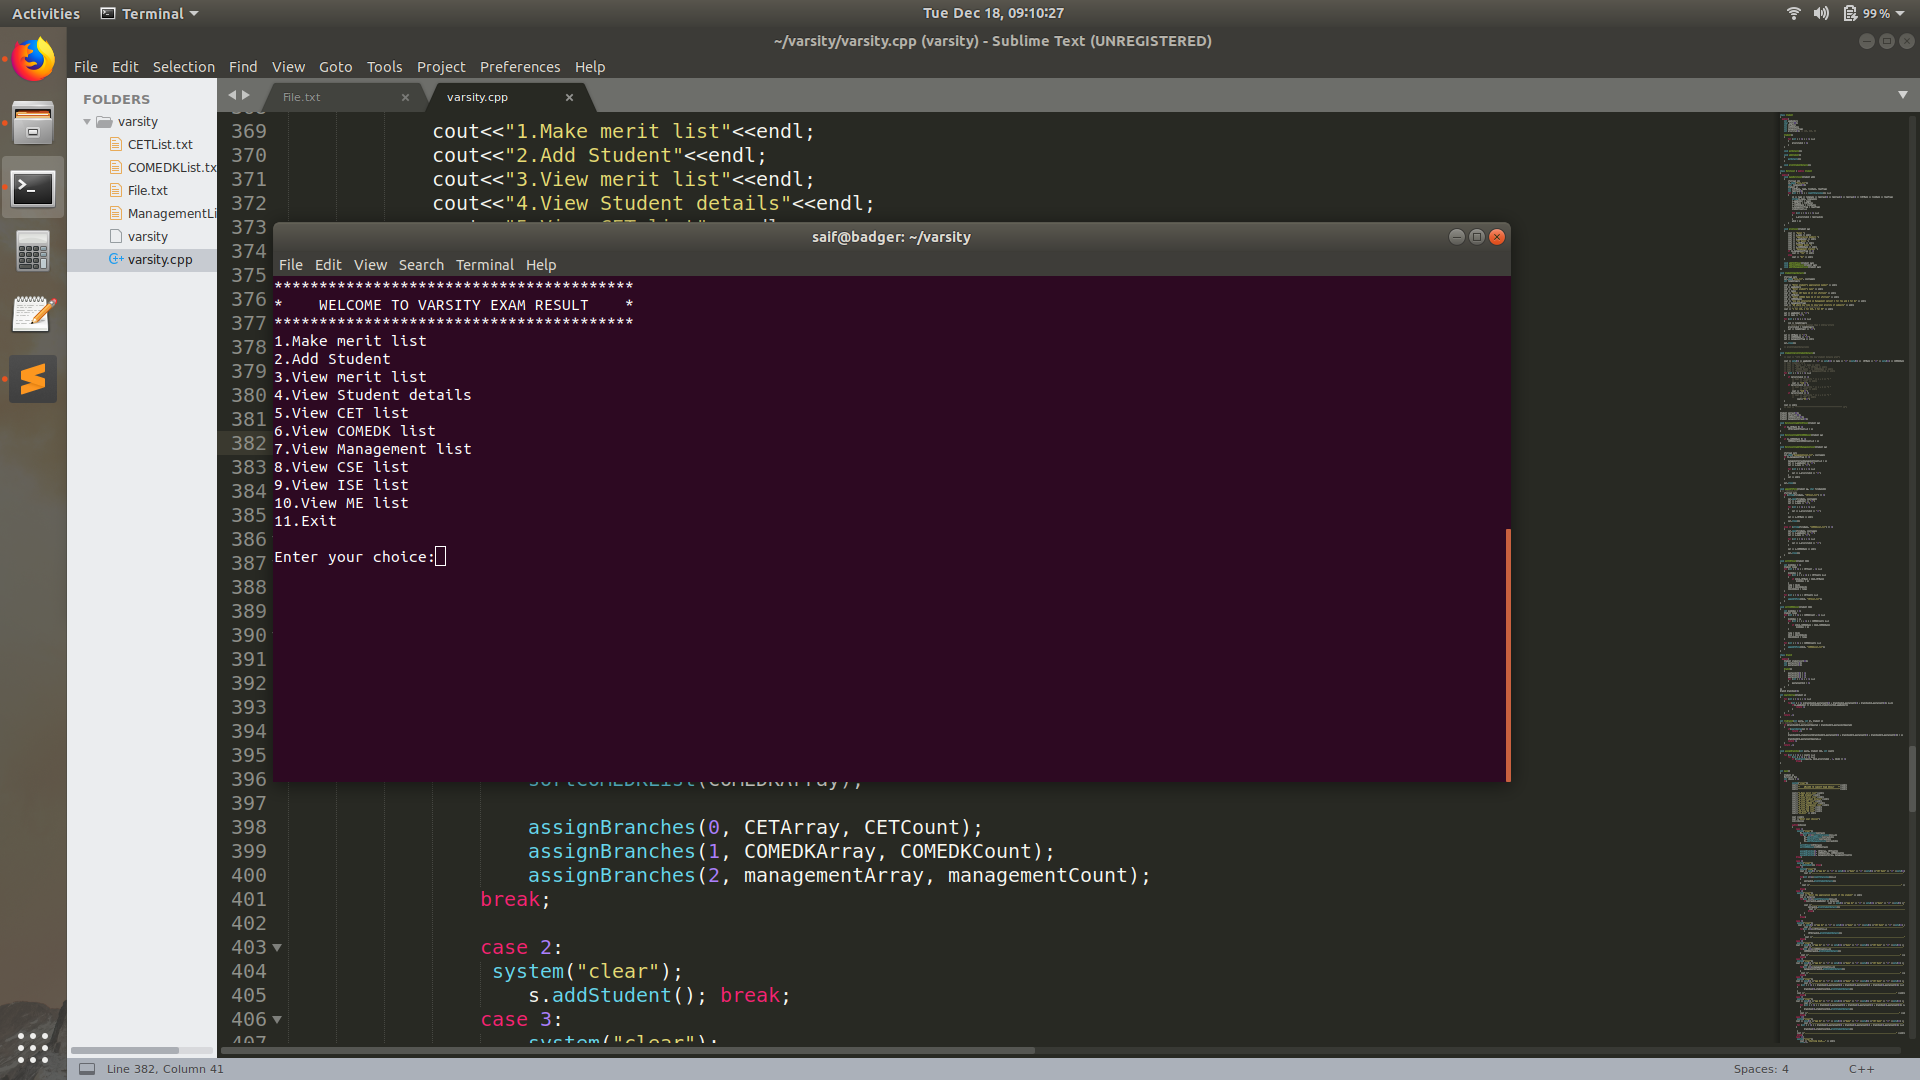 Activities
Terminal
Tue Dec 18, 09:10:27
99 %
~/varsity/varsity.cpp (varsity) - Sublime Text (UNREGISTERED)
File Edit Selection Find View Goto Tools Project Preferences Help
FOLDERS
varsity
CETList.txt
COMEDKList.tx
File.txt
ManagementLi
varsity
varsity.cpp
File.txt
varsity.cpp
369 cout<<"1.Make merit list"<<endl;
370 cout<<"2.Add Student"<<endl;
371 cout<<"3.View merit list"<<endl;
372 cout<<"4.View Student details"<<endl;
373
374
375
376
377
378
379
380
381
382
383
384
385
386
387
388
389
390
391
392
393
394
395
saif@badger: ~/varsity
File Edit View Search Terminal Help
****************************************
*    WELCOME TO VARSITY EXAM RESULT    *
****************************************
1.Make merit list
2.Add Student
3.View merit list
4.View Student details
5.View CET list
6.View COMEDK list
7.View Management list
8.View CSE list
9.View ISE list
10.View ME list
11.Exit
Enter your choice:
396
397
398 assignBranches(0, CETArray, CETCount);
399 assignBranches(1, COMEDKArray, COMEDKCount);
400 assignBranches(2, managementArray, managementCount);
401 break;
402
403 case 2:
404 system("clear");
405 s.addStudent(); break;
406 case 3:
407 system("clear");
Line 382, Column 41
Spaces: 4
C++